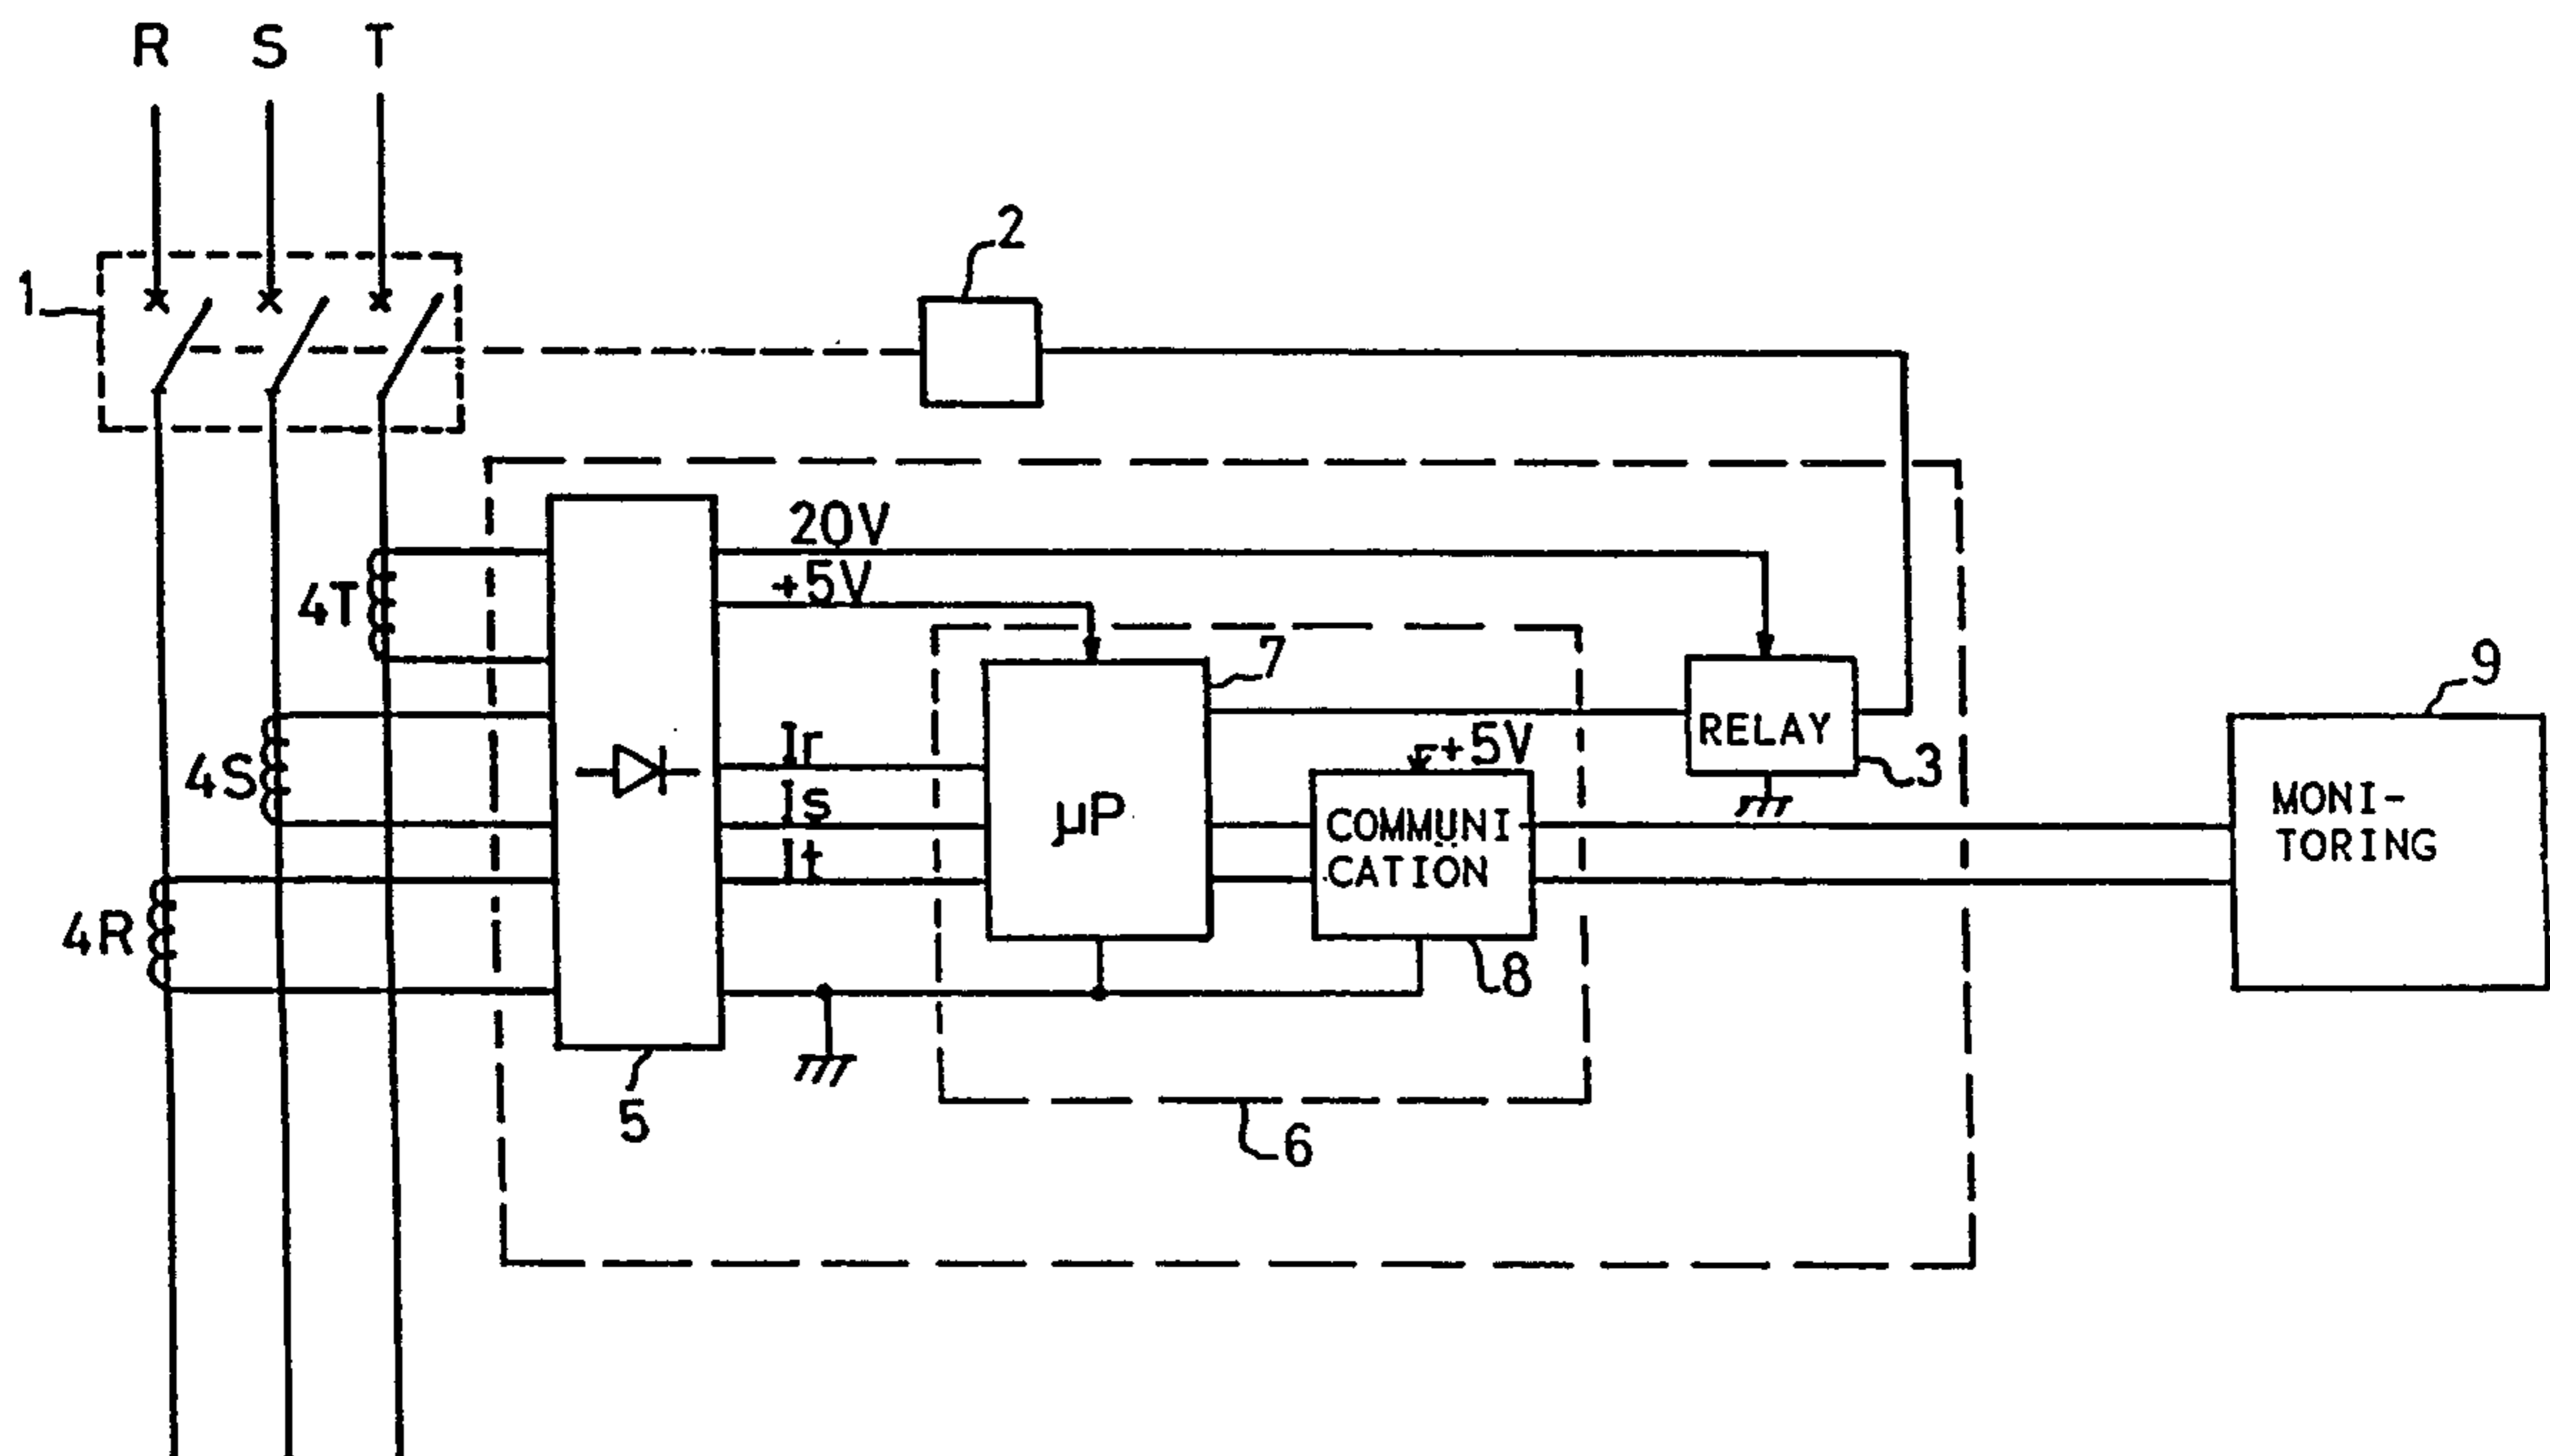 R S T
2
1
20V
+5V
4T
7
9
Ir
+5V
RELAY
3
4S
Is
µP
MONI-
TORING
COMMUNI
CATION
It
4R
8
5
6